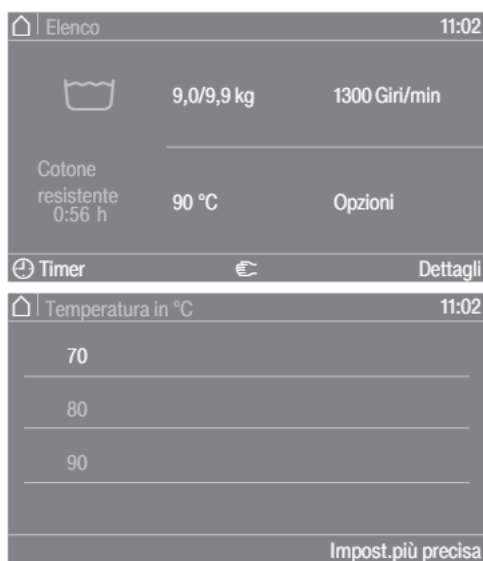 Elenco 11:02
9,0/9,9 kg 1300 Giri/min
Cotone
resistente
0:56 h
90 °C Opzioni
Timer Dettagli
Temperatura in °C 11:02
70
80
90
Impost.più precisa